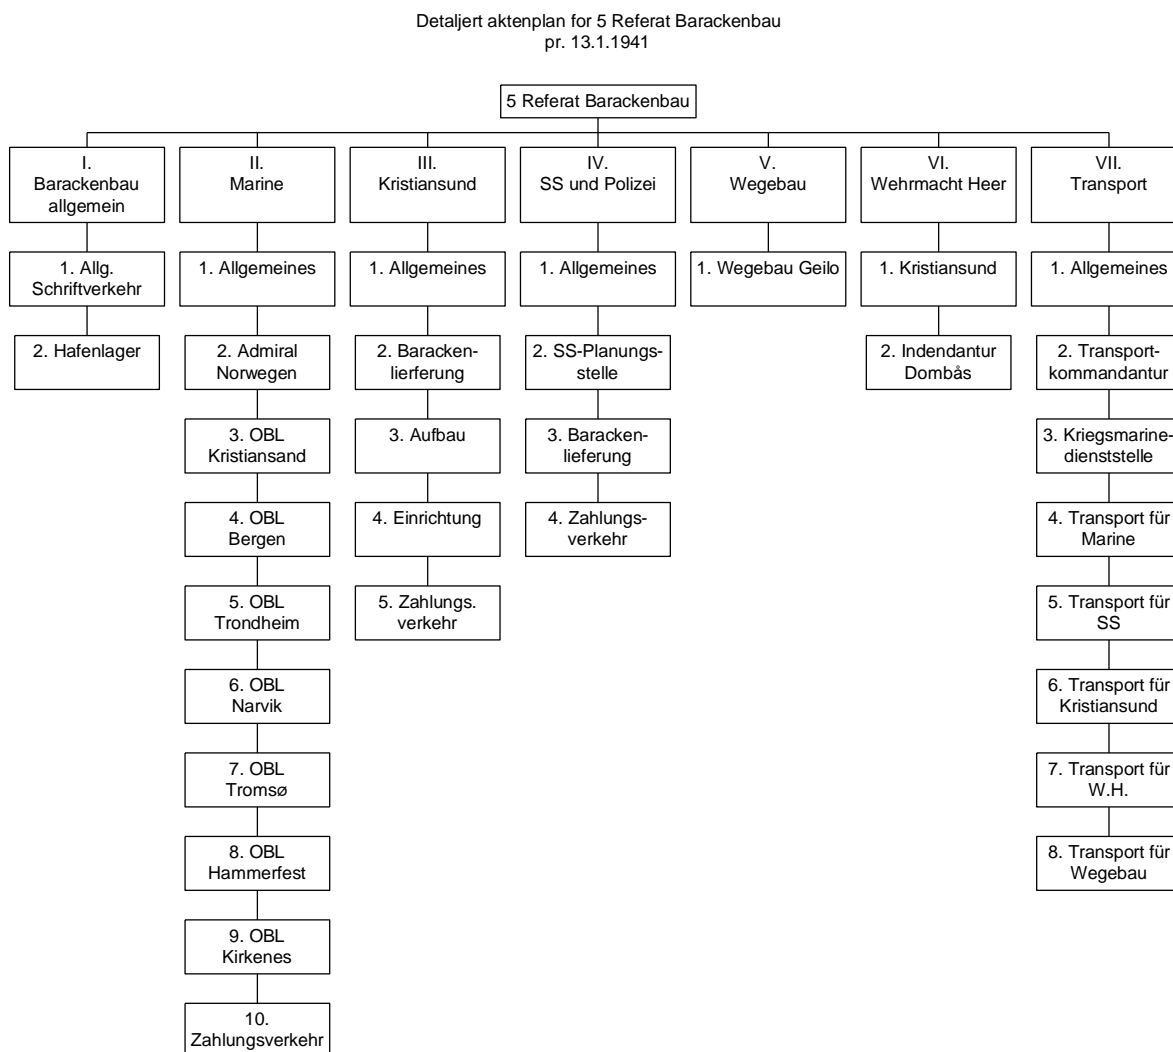 Detaljert aktenplan for 5 Referat Barackenbau
pr. 13.1.1941
5 Referat Barackenbau
I.
Barackenbau
allgemein
1. Allg.
Schriftverkehr
2. Hafenlager
II.
Marine
1. Allgemeines
2. Admiral
Norwegen
3. OBL
Kristiansand
4. OBL
Bergen
5. OBL
Trondheim
6. OBL
Narvik
7. OBL
Tromsø
8. OBL
Hammerfest
9. OBL
Kirkenes
10.
Zahlungsverkehr
III.
Kristiansund
1. Allgemeines
2. Baracken-
lierferung
3. Aufbau
4. Einrichtung
5. Zahlungs.
verkehr
IV.
SS und Polizei
1. Allgemeines
2. SS-Planungs-
stelle
3. Baracken-
lieferung
4. Zahlungs-
verkehr
V.
Wegebau
1. Wegebau Geilo
VI.
Wehrmacht Heer
1. Kristiansund
2. Indendantur
Dombås
VII.
Transport
1. Allgemeines
2. Transport-
kommandantur
3. Kriegsmarine-
dienststelle
4. Transport für
Marine
5. Transport für
SS
6. Transport für
Kristiansund
7. Transport für
W.H.
8. Transport für
Wegebau